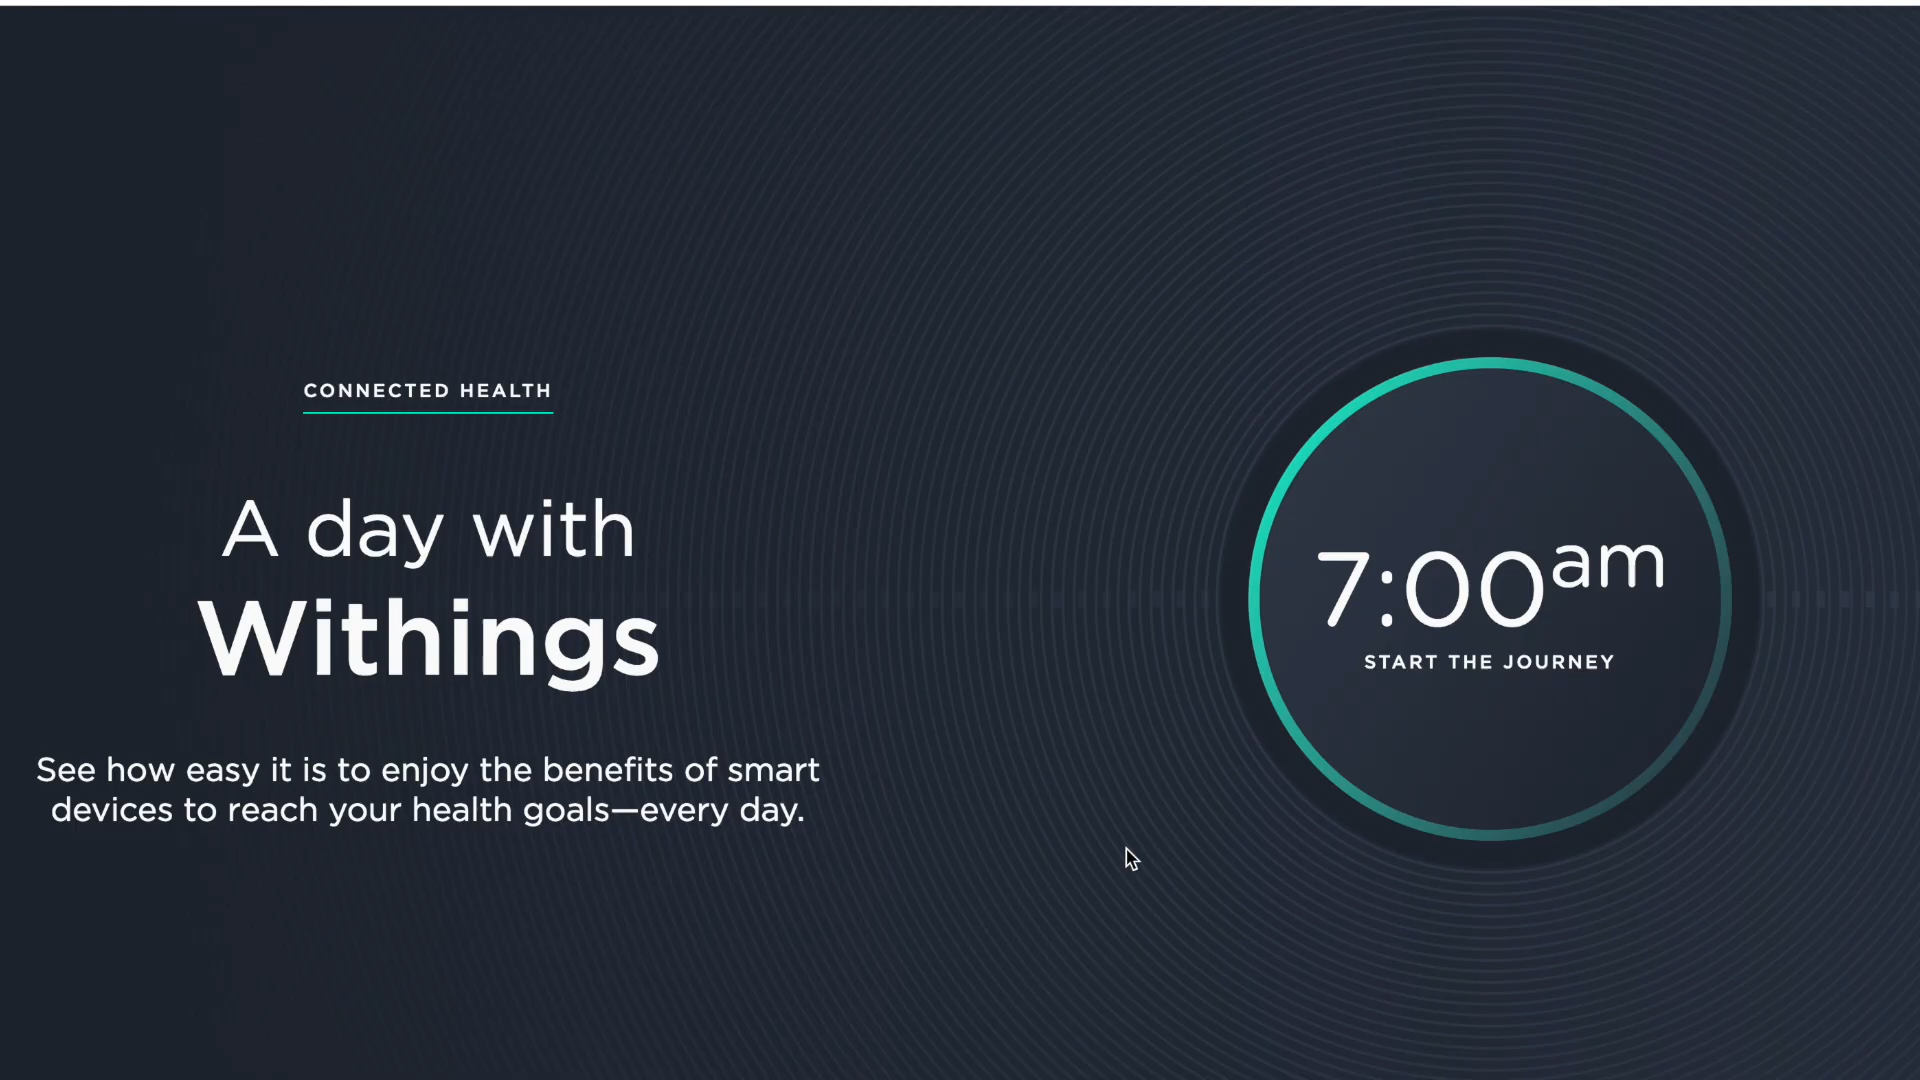 CONNECTED HEALTH
A day with
Withings
See how easy it is to enjoy the benefits of smart
devices to reach your health goals—every day.
7:00am
START THE JOURNEY